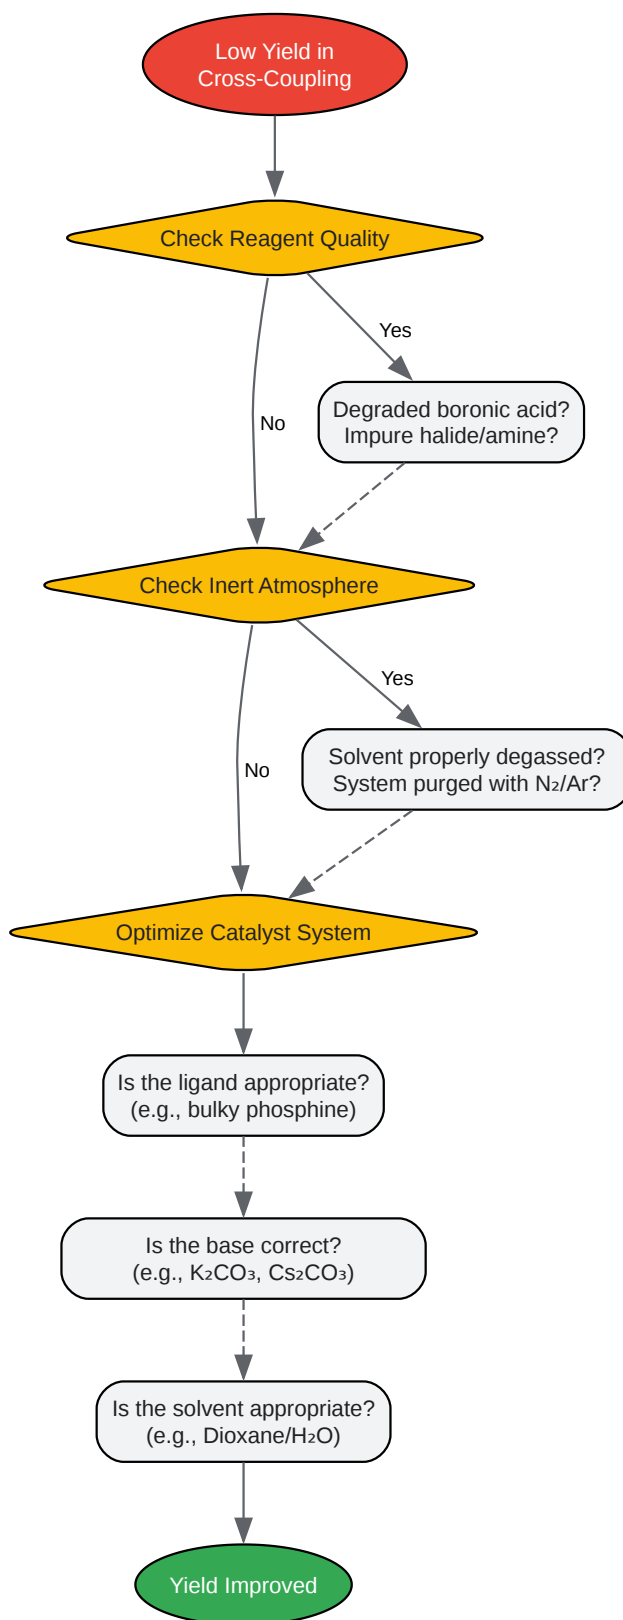 Low Yield in
Cross-Coupling
Check Reagent Quality
Yes
Degraded boronic acid?
Impure halide/amine?
No
Check Inert Atmosphere
Yes
Solvent properly degassed?
System purged with N₂/Ar?
No
Optimize Catalyst System
Is the ligand appropriate?
(e.g., bulky phosphine)
Is the base correct?
(e.g., K₂CO₃, Cs₂CO₃)
Is the solvent appropriate?
(e.g., Dioxane/H₂O)
Yield Improved